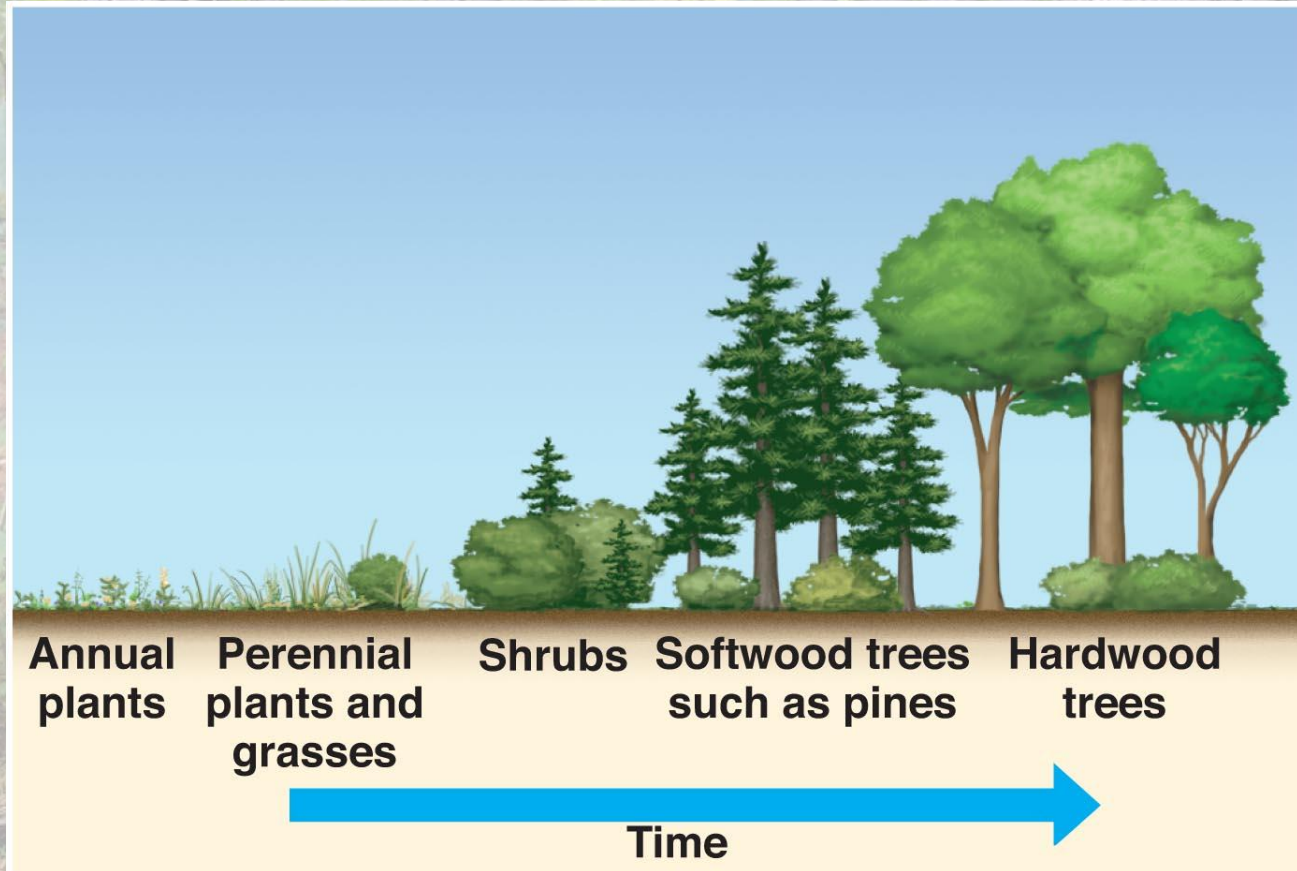 Annual
plants
Perennial
plants and
grasses
Shrubs
Softwood trees
such as pines
Hardwood
trees
Time